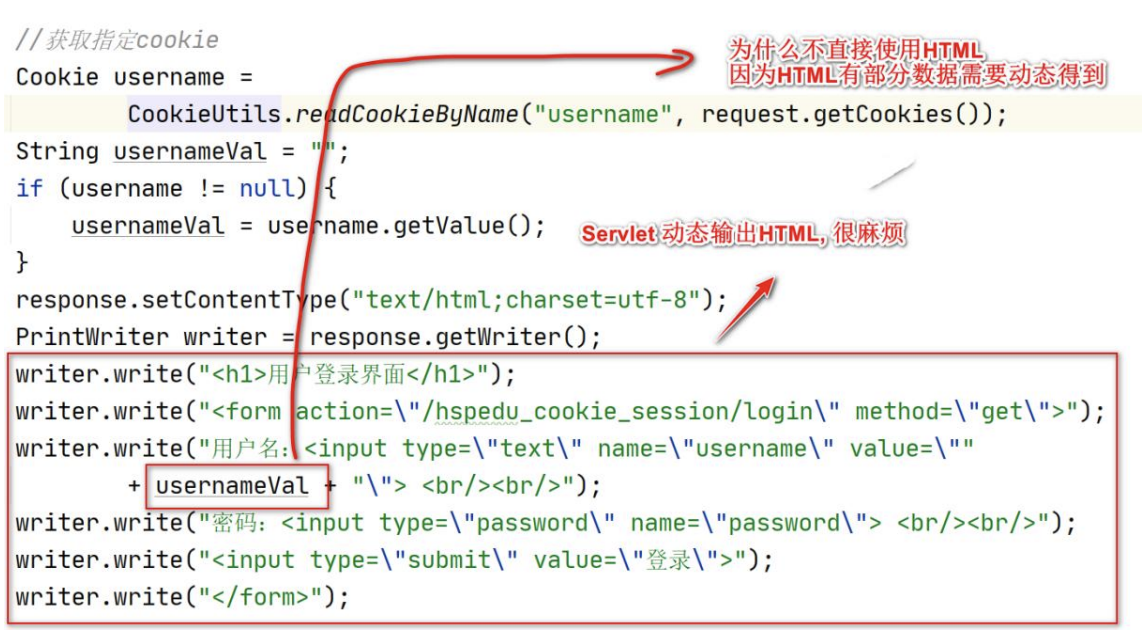 //获取指定cookie
Cookie username =
CookieUtils.readCookieByName("username", request.getCookies());
String usernameVal = "";
if (username != null) {
usernameVal = username.getValue();
}
response.setContentType("text/html;charset=utf-8");
PrintWriter writer = response.getWriter();
writer.write("<h1>用户登录界面</h1>");
writer.write("<form action=\"/hspedu_cookie_session/login\" method=\"get\">");
writer.write("用户名：<input type=\"text\" name=\"username\" value=\""
+ usernameVal + "\"> <br/><br/>");
writer.write("密码：<input type=\"password\" name=\"password\"> <br/><br/>");
writer.write("<input type=\"submit\" value=\"登录\">");
writer.write("</form>");
为什么不直接使用HTML
因为HTML有部分数据需要动态得到
Servlet 动态输出HTML, 很麻烦